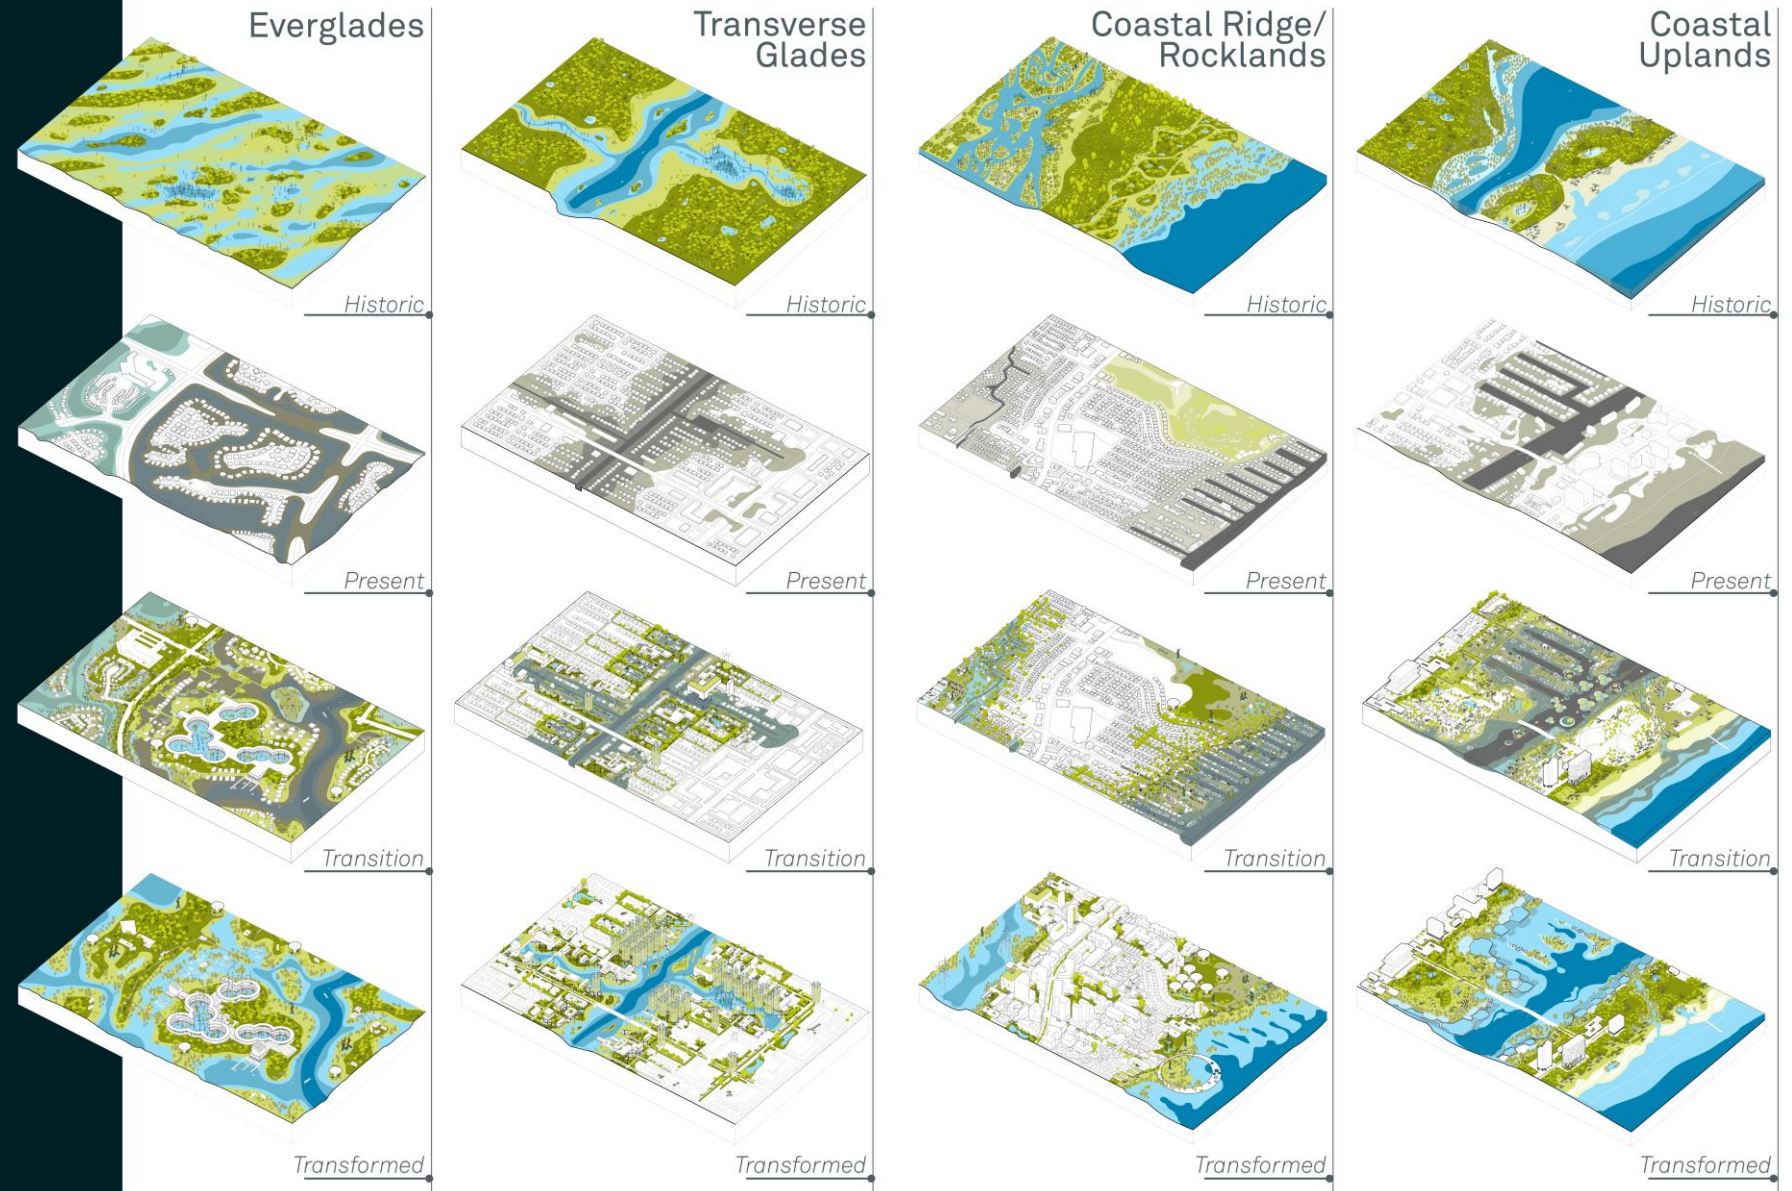 Everglades
Transverse
Glades
Coastal Ridge/
Rocklands
Coastal
Uplands
Historic
Historic
Historic
Historic
Present
Present
Present
Present
Transition
Transition
Transition
Transition
Transformed
Transformed
Transformed
Transformed